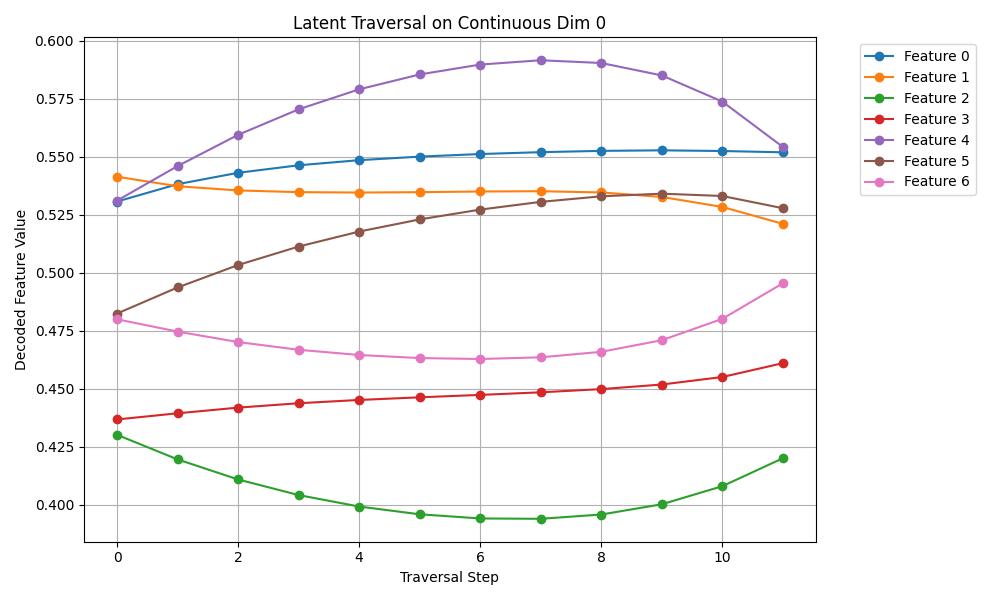 Latent Traversal on Continuous Dim 0
Decoded Feature Value
0.600
0.575
0.550
0.525
0.500
0.475
0.450
0.425
0.400
0 2 4 6 8 10
Traversal Step
Feature 0
Feature 1
Feature 2
Feature 3
Feature 4
Feature 5
Feature 6